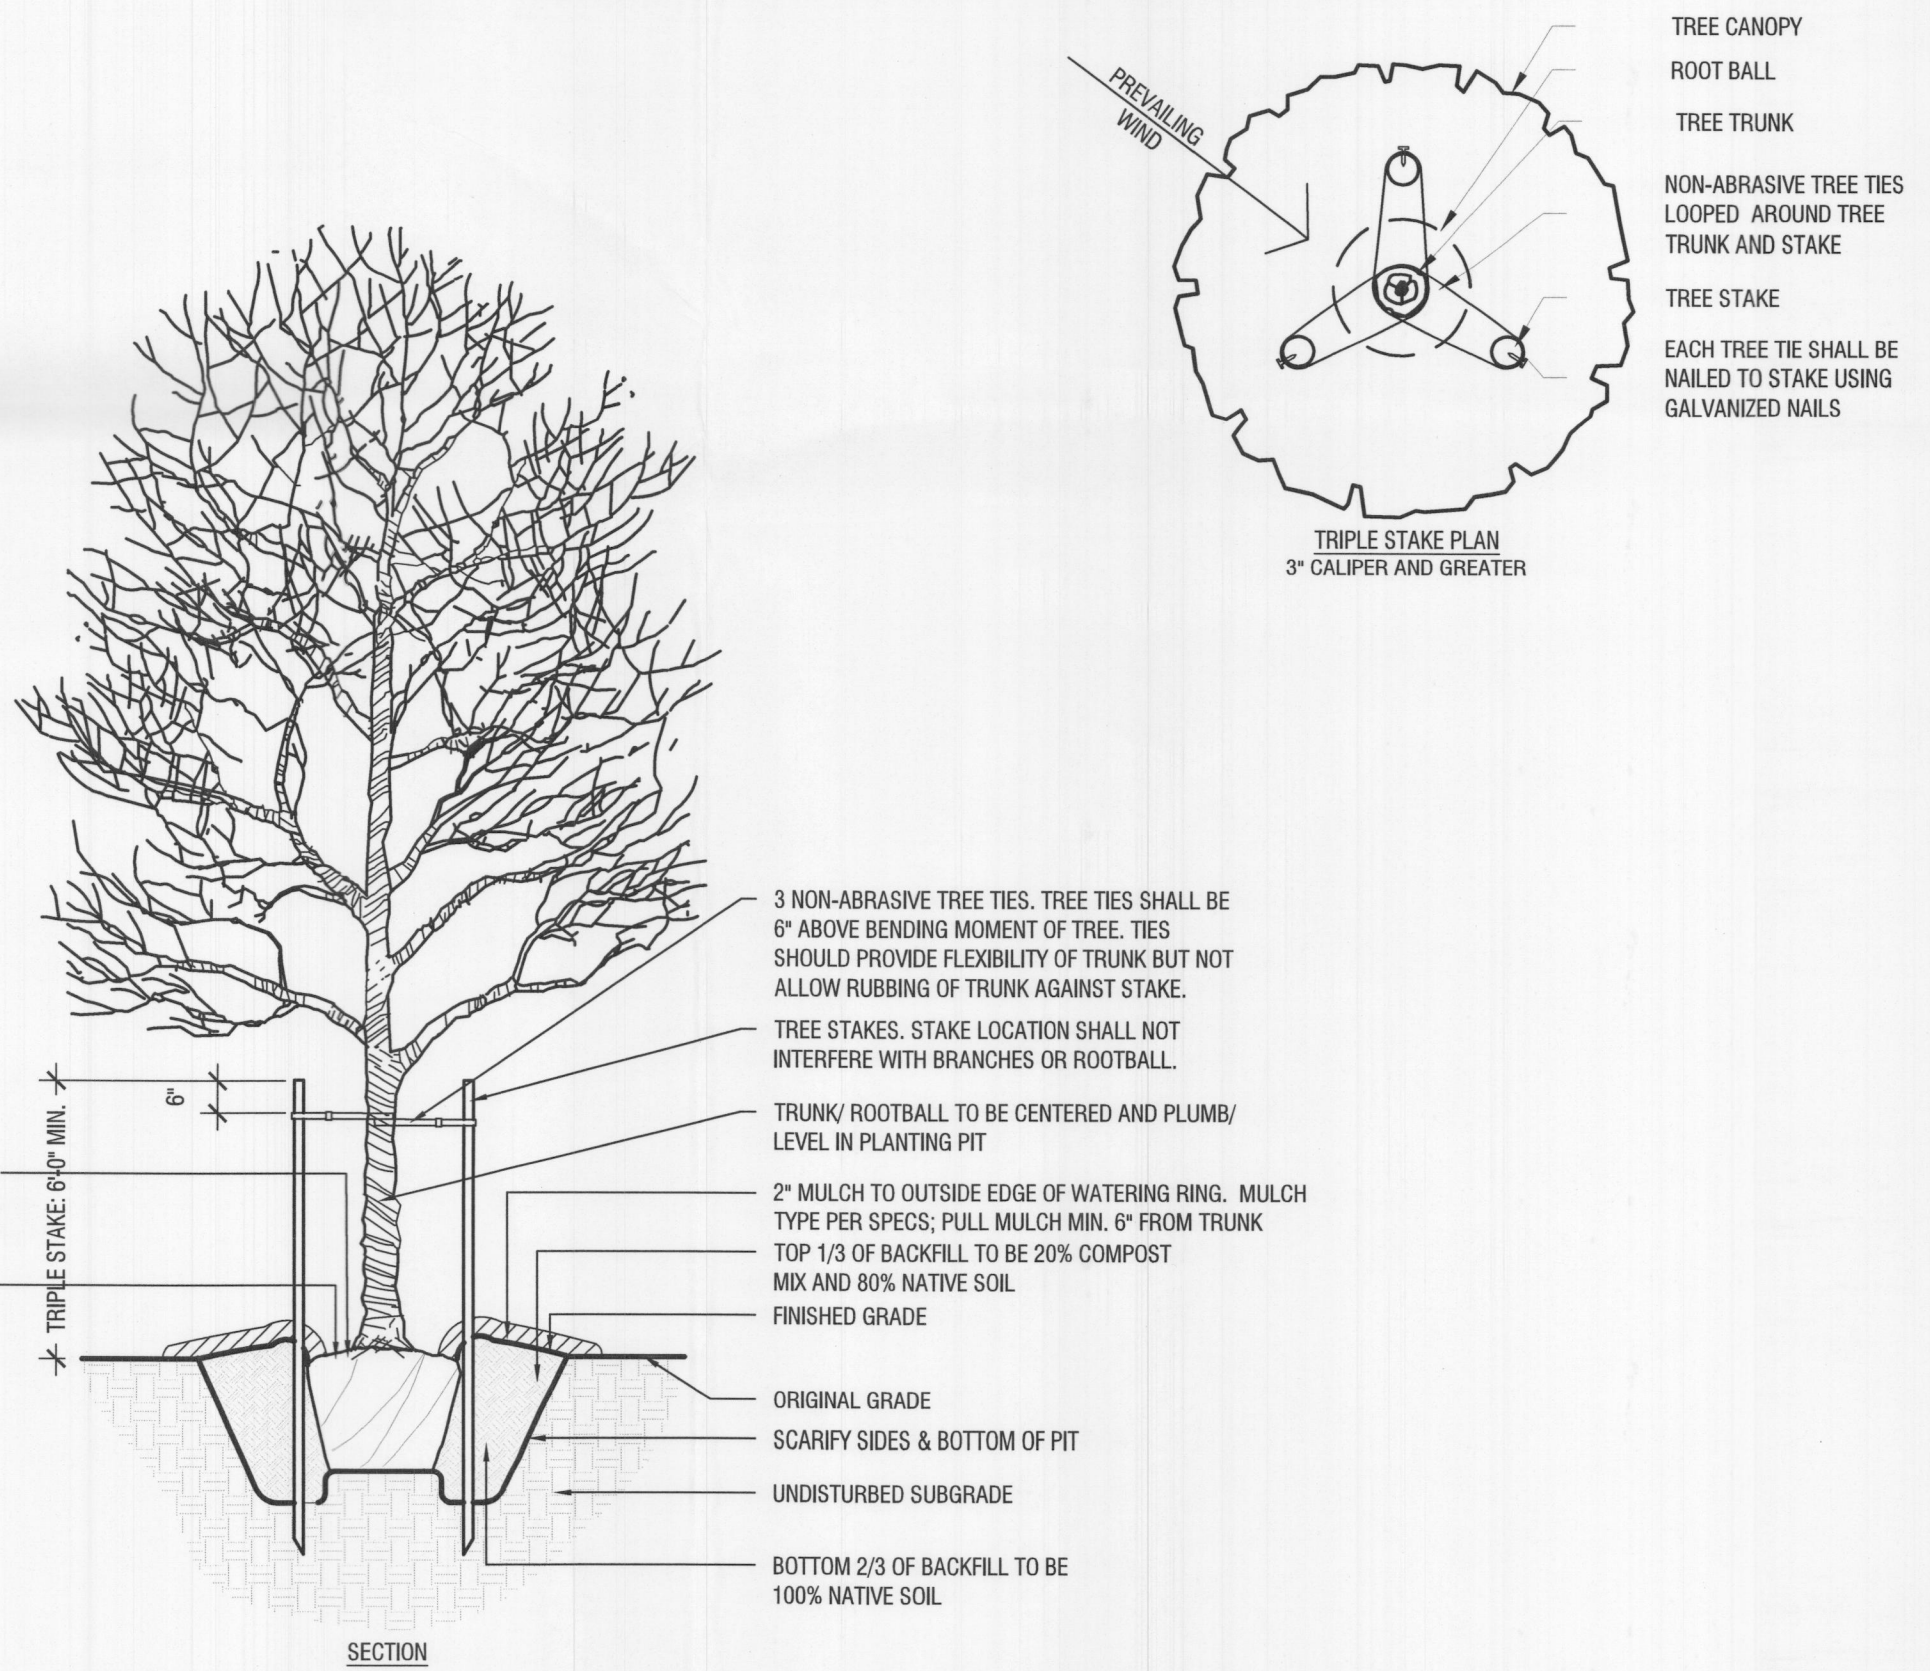 TREE CANOPY
ROOT BALL
TREE TRUNK
NON-ABRASIVE TREE TIES
LOOPED AROUND TREE
TRUNK AND STAKE
TREE STAKE
EACH TREE TIE SHALL BE
NAILED TO STAKE USING
GALVANIZED NAILS
PREVAILING
WIND
TRIPLE STAKE PLAN
3" CALIPER AND GREATER
3 NON-ABRASIVE TREE TIES. TREE TIES SHALL BE
6" ABOVE BENDING MOMENT OF TREE. TIES
SHOULD PROVIDE FLEXIBILITY OF TRUNK BUT NOT
ALLOW RUBBING OF TRUNK AGAINST STAKE.
TREE STAKES. STAKE LOCATION SHALL NOT
INTERFERE WITH BRANCHES OR ROOTBALL.
TRUNK/ ROOTBALL TO BE CENTERED AND PLUMB/
LEVEL IN PLANTING PIT
2" MULCH TO OUTSIDE EDGE OF WATERING RING. MULCH
TYPE PER SPECS; PULL MULCH MIN. 6" FROM TRUNK
TOP 1/3 OF BACKFILL TO BE 20% COMPOST
MIX AND 80% NATIVE SOIL
FINISHED GRADE
ORIGINAL GRADE
SCARIFY SIDES & BOTTOM OF PIT
UNDISTURBED SUBGRADE
BOTTOM 2/3 OF BACKFILL TO BE
100% NATIVE SOIL
6"
TRIPLE STAKE: 6'-0" MIN.
SECTION